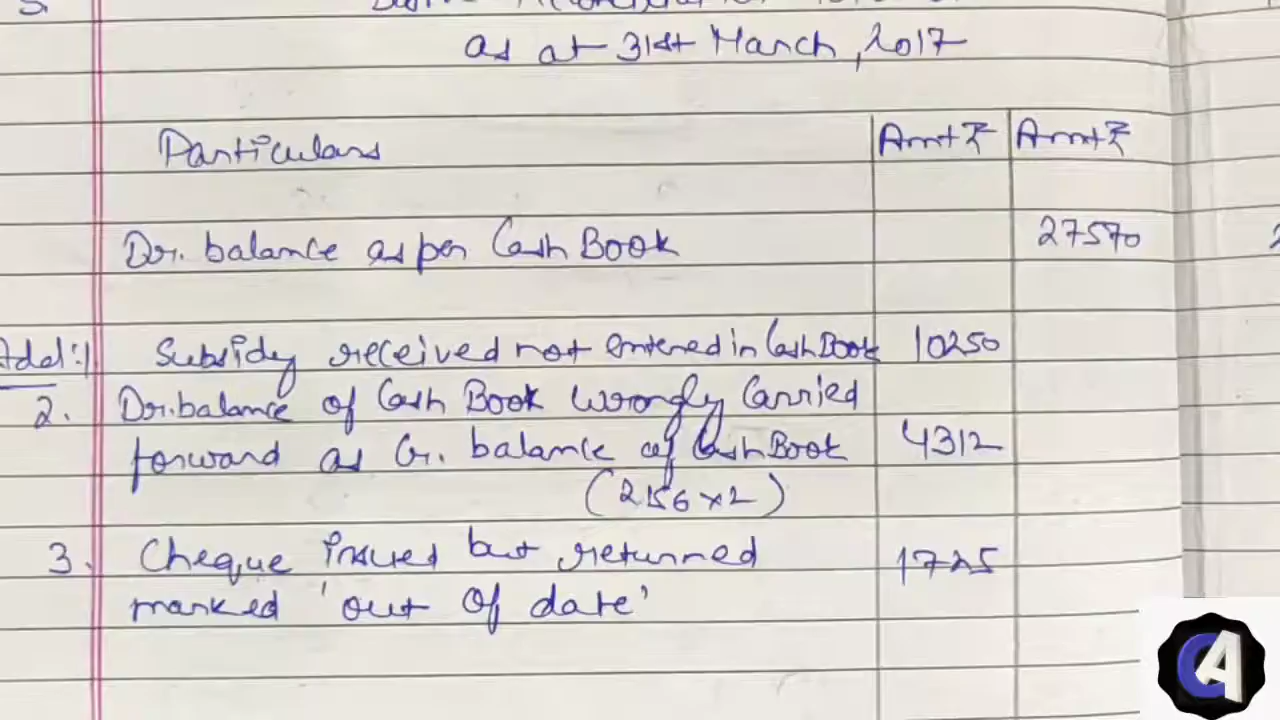 as at 31st March, 2017
Particulars Amt ₹ Amt ₹
Dr. balance as per Cash Book 27570
Add:1. Subsidy received not entered in Cash Book 10250
2. Dr. balance of Cash Book wrongly Carried
forward as Cr. balance of Cash Book 4312
(2156 x 2)
3. Cheque issued but returned 1725
marked 'out of date'
CA